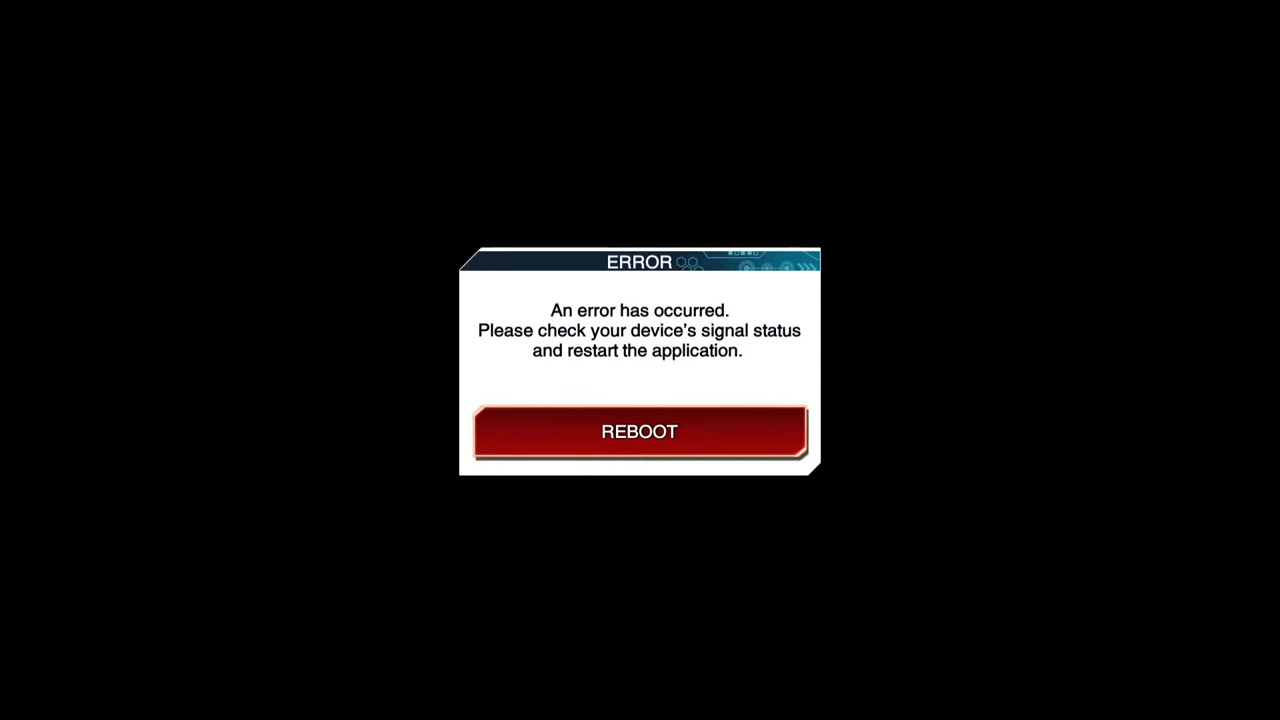 ERROR
An error has occurred.
Please check your device's signal status
and restart the application.
REBOOT